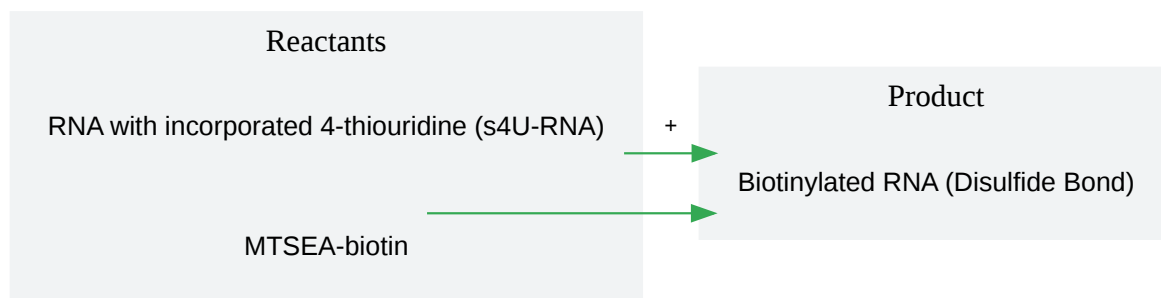 Reactants
RNA with incorporated 4-thiouridine (s4U-RNA)
MTSEA-biotin
+
Product
Biotinylated RNA (Disulfide Bond)